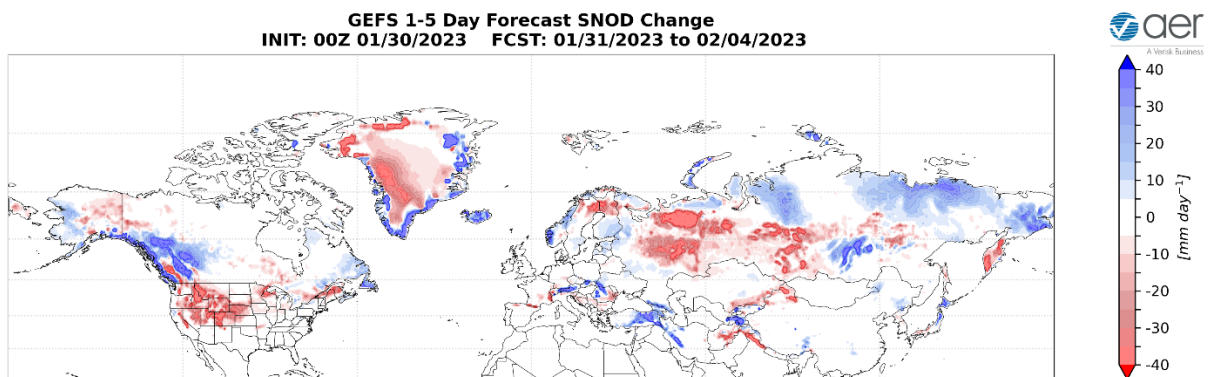 GEFS 1-5 Day Forecast SNOD Change
INIT: 00Z 01/30/2023 FCST: 01/31/2023 to 02/04/2023
aer
A Verisk Business
40
30
20
10
0
-10
-20
-30
-40
[mm day⁻¹]